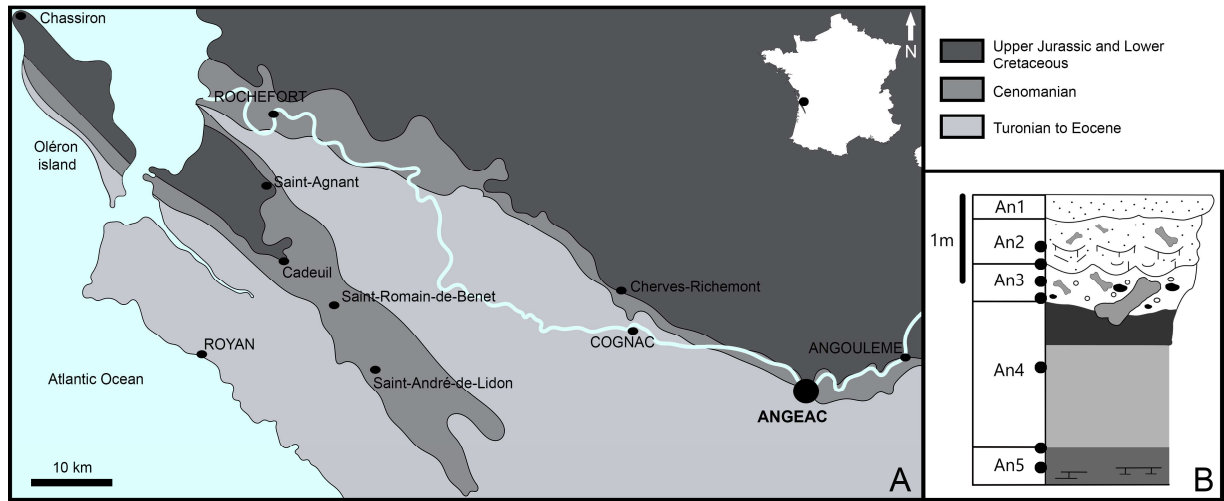 Chassiron
N
Upper Jurassic and Lower
Cretaceous
Cenomanian
Turonian to Eocene
ROCHEFORT
Oléron
island
Saint-Agnant
Cadeuil
Saint-Romain-de-Benet
Cherves-Richemont
ROYAN
COGNAC
ANGOULEME
Atlantic Ocean
Saint-André-de-Lidon
ANGEAC
10 km
A
1m
An1
An2
An3
An4
An5
B